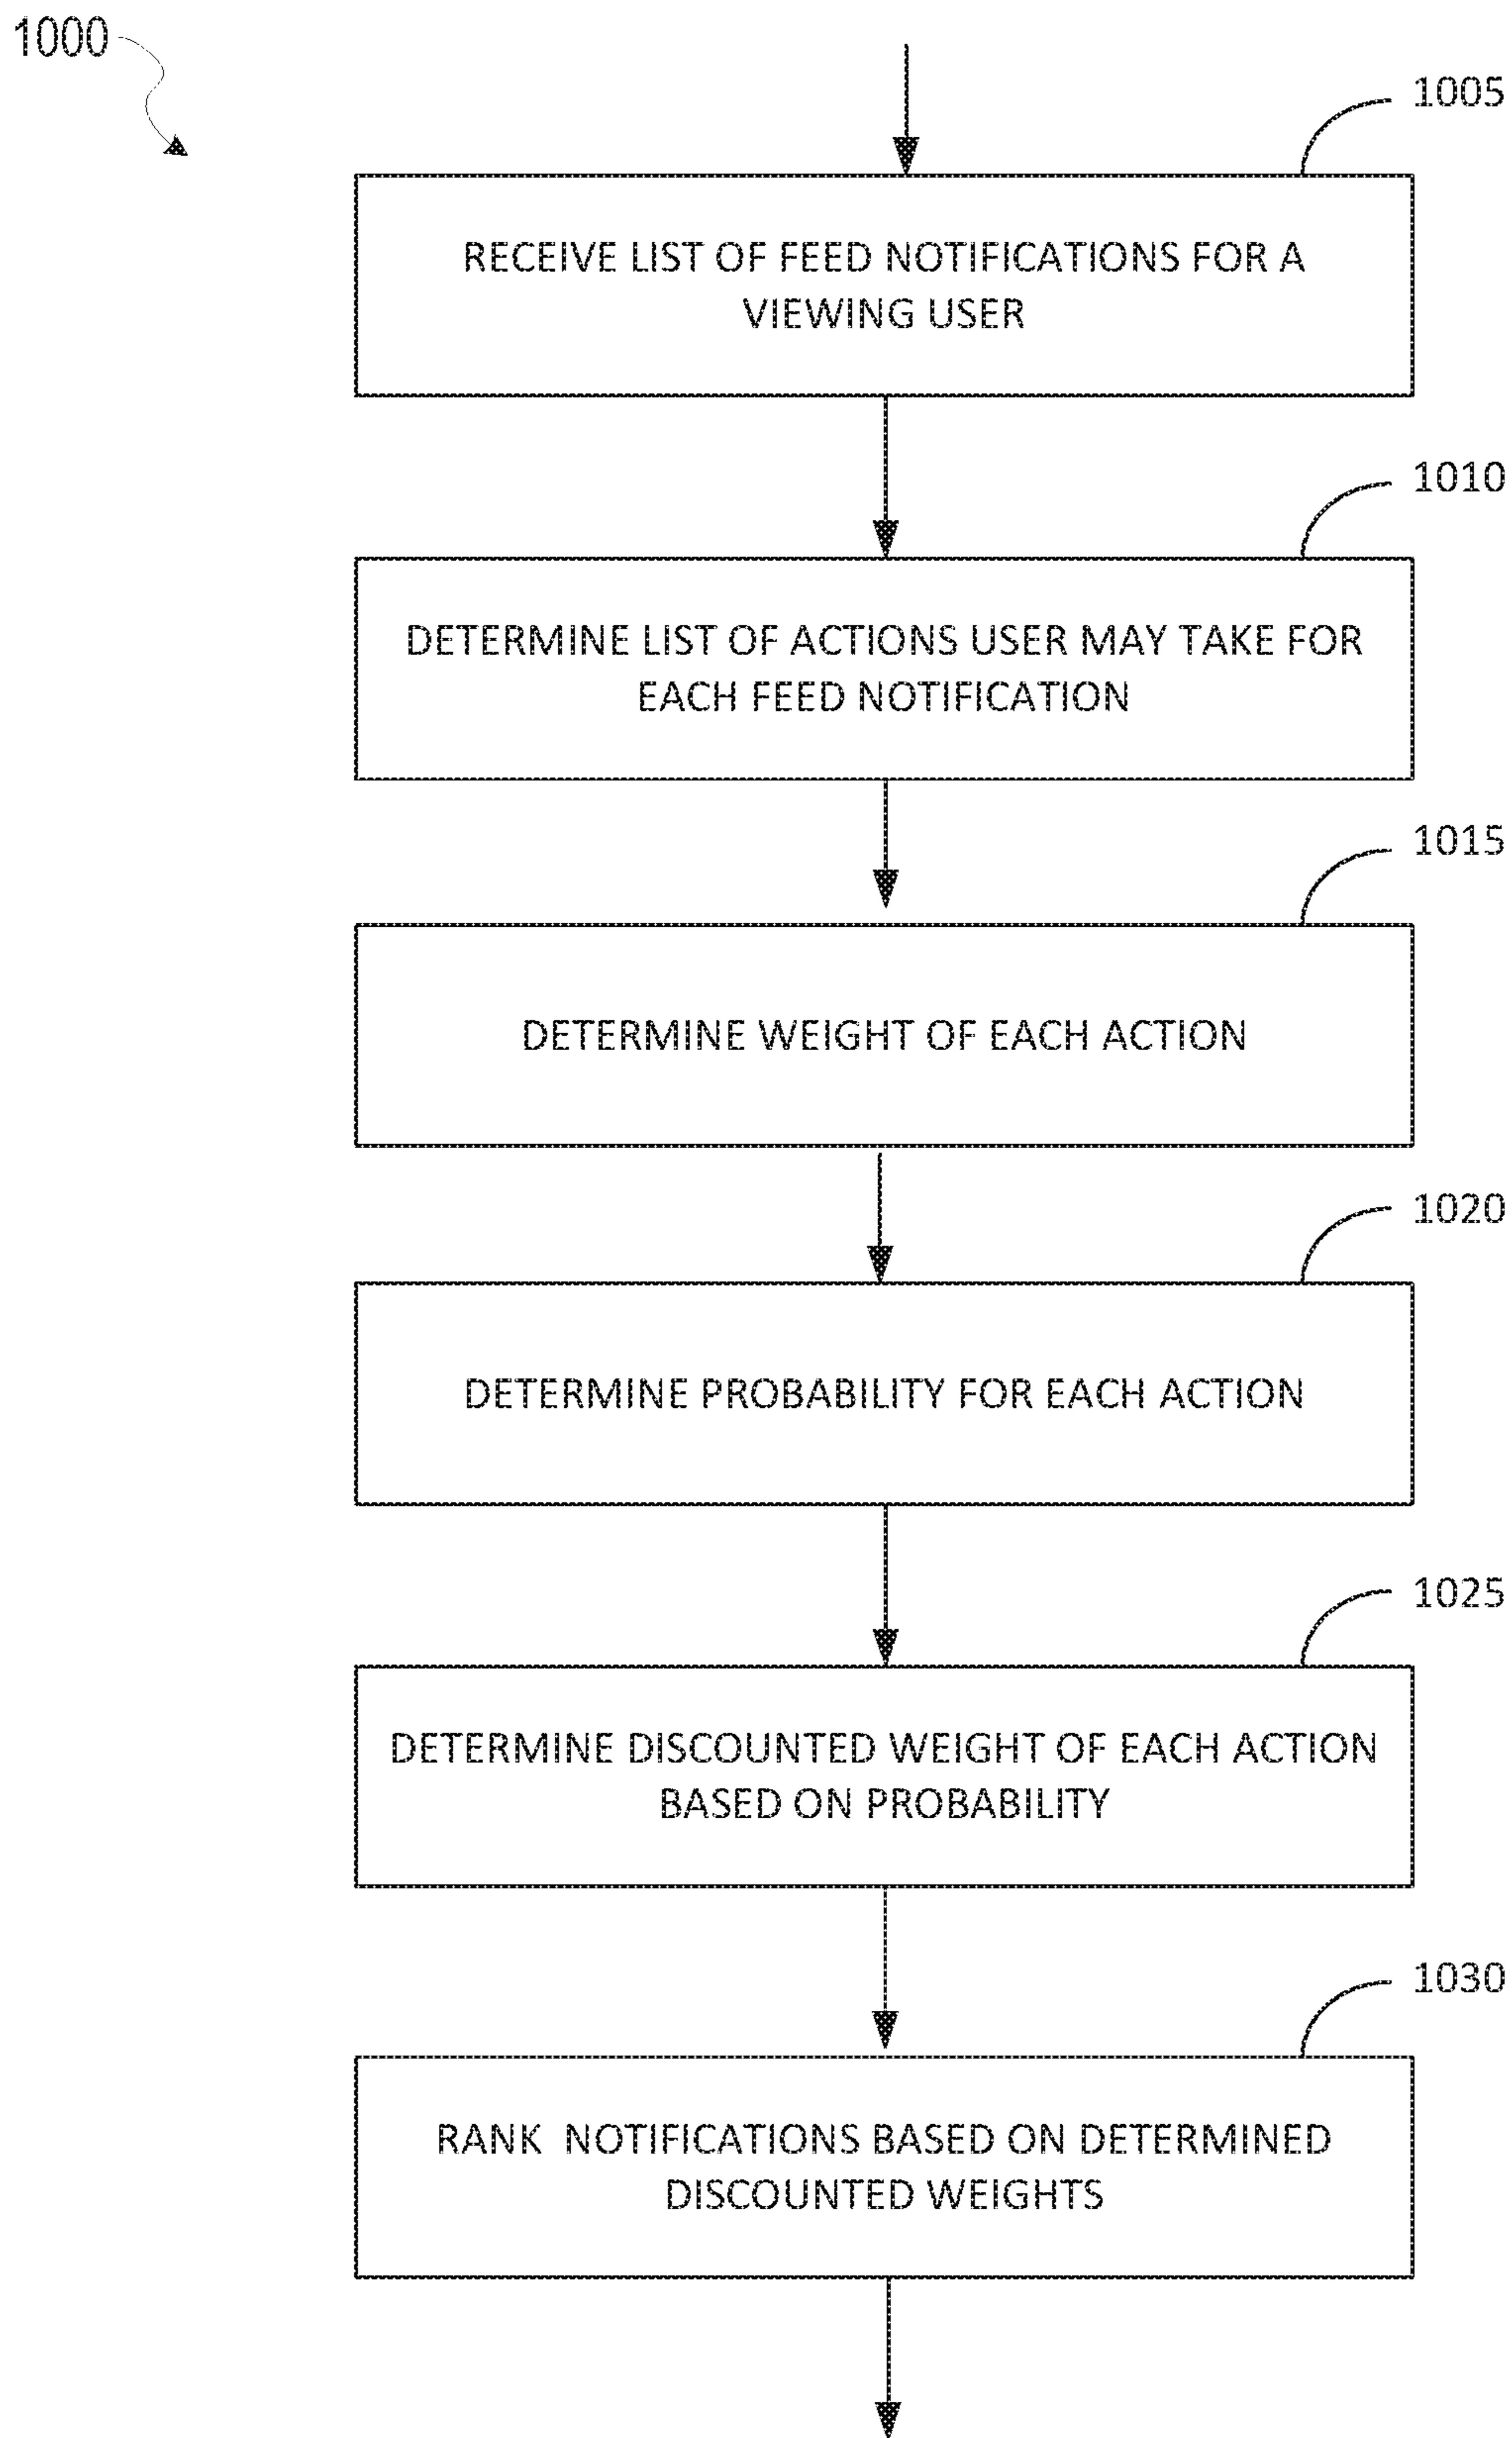 1000
1005
RECEIVE LIST OF FEED NOTIFICATIONS FOR A
VIEWING USER
1010
DETERMINE LIST OF ACTIONS USER MAY TAKE FOR
EACH FEED NOTIFICATION
1015
DETERMINE WEIGHT OF EACH ACTION
1020
DETERMINE PROBABILITY FOR EACH ACTION
1025
DETERMINE DISCOUNTED WEIGHT OF EACH ACTION
BASED ON PROBABILITY
1030
RANK  NOTIFICATIONS BASED ON DETERMINED
DISCOUNTED WEIGHTS